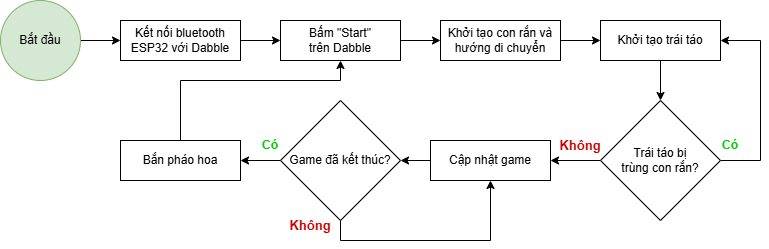 Bắt đầu
Kết nối bluetooth
ESP32 với Dabble
Bấm "Start"
trên Dabble
Khởi tạo con rắn và
hướng di chuyển
Khởi tạo trái táo
Trái táo bị
trùng con rắn?
Có
Không
Cập nhật game
Game đã kết thúc?
Không
Có
Bắn pháo hoa